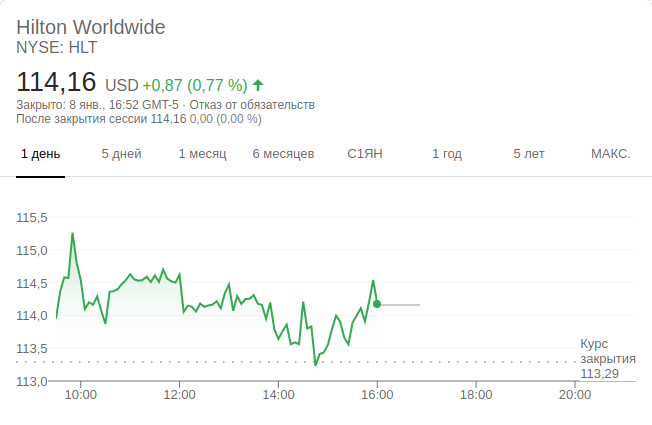 Hilton Worldwide
NYSE: HLT
114,16 USD +0,87 (0,77 %)
Закрыто: 8 янв., 16:52 GMT-5 · Отказ от обязательств
После закрытия сессии 114,16 0,00 (0,00 %)
1 день 5 дней 1 месяц 6 месяцев С1ЯН 1 год 5 лет МАКС.
115,5
115,0
114,5
114,0
113,5
113,0
Курс
закрытия
113,29
10:00 12:00 14:00 16:00 18:00 20:00